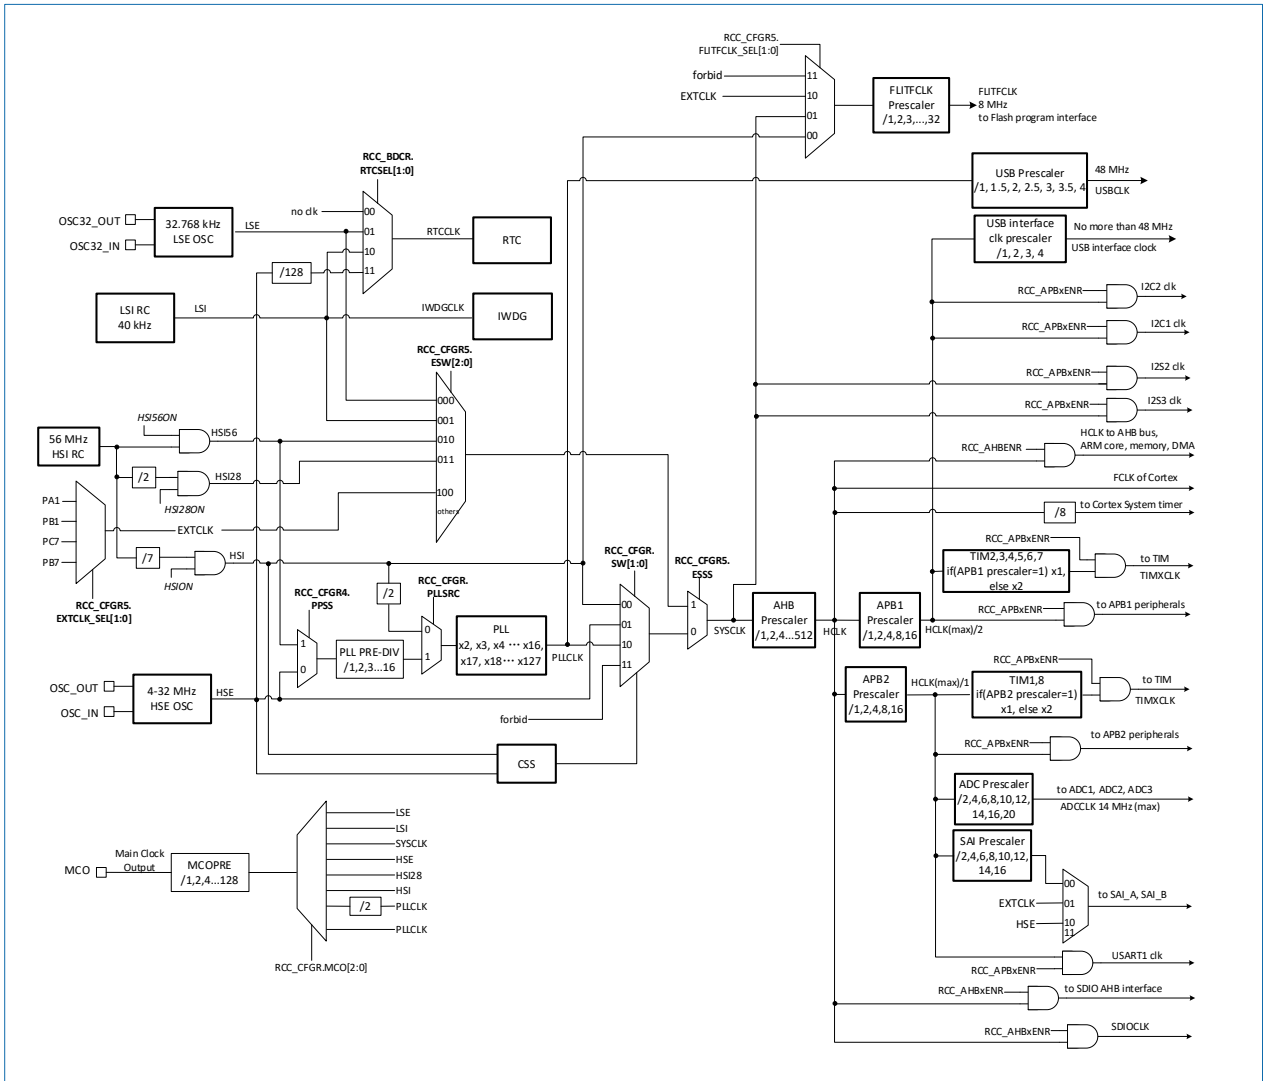 RCC_CFGR5.
FLITFCLK_SEL[1:0]
forbid
11
EXTCLK
10
01
00
FLITFCLK
Prescaler
/1,2,3,...,32
FLITFCLK
8 MHz
to Flash program interface
RCC_BDCR.
RTCSEL[1:0]
USB Prescaler
/1, 1.5, 2, 2.5, 3, 3.5, 4
48 MHz
USBCLK
OSC32_OUT
OSC32_IN
32.768 kHz
LSE OSC
LSE
no clk
00
01
10
11
/128
RTCCLK
RTC
USB interface
clk prescaler
/1, 2, 3, 4
No more than 48 MHz
USB interface clock
LSI RC
40 kHz
LSI
IWDGCLK
IWDG
RCC_APBxENR
I2C2 clk
RCC_APBxENR
I2C1 clk
RCC_APBxENR
I2S2 clk
RCC_APBxENR
I2S3 clk
RCC_CFGR5.
ESW[2:0]
000
001
010
011
100
others
56 MHz
HSI RC
HSI56ON
HSI56
/2
HSI28
HSI28ON
PA1
PB1
PC7
PB7
EXTCLK
/7
HSI
HSION
RCC_CFGR5.
EXTCLK_SEL[1:0]
RCC_AHBENR
HCLK to AHB bus,
ARM core, memory, DMA
FCLK of Cortex
/8
to Cortex System timer
RCC_CFGR4.
PPSS
/2
RCC_CFGR.
PLLSRC
RCC_CFGR.
SW[1:0]
RCC_CFGR5.
ESSS
1
0
PLL PRE-DIV
/1,2,3...16
0
1
PLL
x2, x3, x4 ··· x16,
x17, x18··· x127
PLLCLK
00
01
10
11
forbid
1
0
SYSCLK
AHB
Prescaler
/1,2,4...512
HCLK
APB1
Prescaler
/1,2,4,8,16
HCLK(max)/2
RCC_APBxENR
TIM2,3,4,5,6,7
if(APB1 prescaler=1) x1,
else x2
to TIM
TIMXCLK
RCC_APBxENR
to APB1 peripherals
OSC_OUT
OSC_IN
4-32 MHz
HSE OSC
HSE
CSS
APB2
Prescaler
/1,2,4,8,16
HCLK(max)/1
RCC_APBxENR
TIM1,8
if(APB2 prescaler=1)
x1, else x2
to TIM
TIMXCLK
RCC_APBxENR
to APB2 peripherals
ADC Prescaler
/2,4,6,8,10,12,
14,16,20
to ADC1, ADC2, ADC3
ADCCLK 14 MHz (max)
SAI Prescaler
/2,4,6,8,10,12,
14,16
00
EXTCLK
01
HSE
10
11
to SAI_A, SAI_B
MCO
Main Clock
Output
MCOPRE
/1,2,4...128
LSE
LSI
SYSCLK
HSE
HSI28
HSI
/2
PLLCLK
PLLCLK
RCC_CFGR.MCO[2:0]
USART1 clk
RCC_APBxENR
RCC_AHBxENR
to SDIO AHB interface
RCC_AHBxENR
SDIOCLK